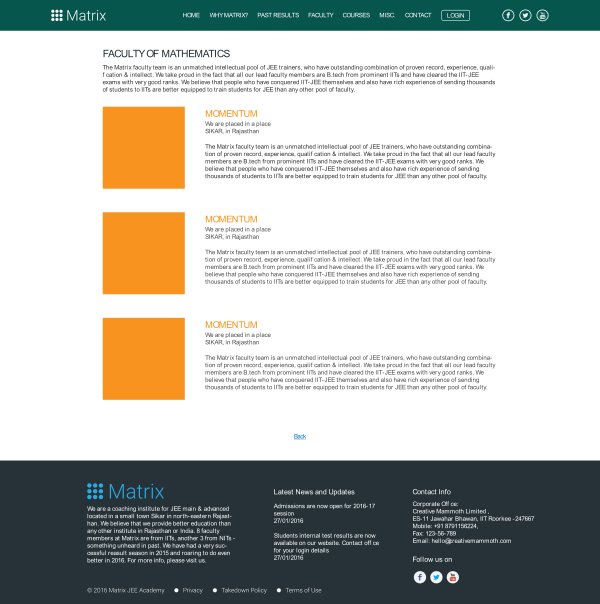 Matrix
HOME WHY MATRIX? PAST RESULTS FACULTY COURSES MISC. CONTACT LOGIN
FACULTY OF MATHEMATICS
The Matrix faculty team is an unmatched intellectual pool of JEE trainers, who have outstanding combination of proven record, experience, quali-
f cation & intellect. We take proud in the fact that all our lead faculty members are B.tech from prominent IITs and have cleared the IIT-JEE
exams with very good ranks. We believe that people who have conquered IIT-JEE themselves and also have rich experience of sending thousands
of students to IITs are better equipped to train students for JEE than any other pool of faculty.
MOMENTUM
We are placed in a place
SIKAR, in Rajasthan
The Matrix faculty team is an unmatched intellectual pool of JEE trainers, who have outstanding combina-
tion of proven record, experience, qualif cation & intellect. We take proud in the fact that all our lead faculty
members are B.tech from prominent IITs and have cleared the IIT-JEE exams with very good ranks. We
believe that people who have conquered IIT-JEE themselves and also have rich experience of sending
thousands of students to IITs are better equipped to train students for JEE than any other pool of faculty.
MOMENTUM
We are placed in a place
SIKAR, in Rajasthan
The Matrix faculty team is an unmatched intellectual pool of JEE trainers, who have outstanding combina-
tion of proven record, experience, qualif cation & intellect. We take proud in the fact that all our lead faculty
members are B.tech from prominent IITs and have cleared the IIT-JEE exams with very good ranks. We
believe that people who have conquered IIT-JEE themselves and also have rich experience of sending
thousands of students to IITs are better equipped to train students for JEE than any other pool of faculty.
MOMENTUM
We are placed in a place
SIKAR, in Rajasthan
The Matrix faculty team is an unmatched intellectual pool of JEE trainers, who have outstanding combina-
tion of proven record, experience, qualif cation & intellect. We take proud in the fact that all our lead faculty
members are B.tech from prominent IITs and have cleared the IIT-JEE exams with very good ranks. We
believe that people who have conquered IIT-JEE themselves and also have rich experience of sending
thousands of students to IITs are better equipped to train students for JEE than any other pool of faculty.
Back
Matrix
We are a coaching institute for JEE main & advanced
located in a small town Sikar in north-eastern Rajast-
han. We believe that we provide better education than
any other institute in Rajasthan or India. 8 faculty
members at Matrix are from IITs, another 3 from NITs -
something unheard in past. We have had a very suc-
cessful reasult season in 2015 and roaring to do even
better in 2016. For more info, please visit us.
Latest News and Updates
Admissions are now open for 2016-17
session
27/01/2016
Students internal test results are now
available on our website. Contact off ce
for your login details
27/01/2016
Contact Info
Corporate Off ce:
Creative Mammoth Limited ,
ES-11 Jawahar Bhawan, IIT Roorkee -247667
Mobile: +91 8791156224,
Fax: 123-56-789
Email: hello@creativemammoth.com
Follow us on
© 2016 Matrix JEE Academy Privacy Takedown Policy Terms of Use